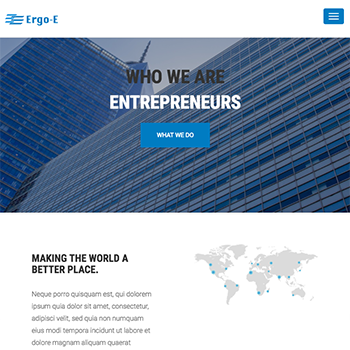 Ergo-E
WHO WE ARE
ENTREPRENEURS
WHAT WE DO
MAKING THE WORLD A
BETTER PLACE.
Neque porro quisquam est, qui dolorem
ipsum quia dolor sit amet, consectetur,
adipisci velit, sed quia non numquam
eius modi tempora incidunt ut labore et
dolore magnam aliquam quaerat